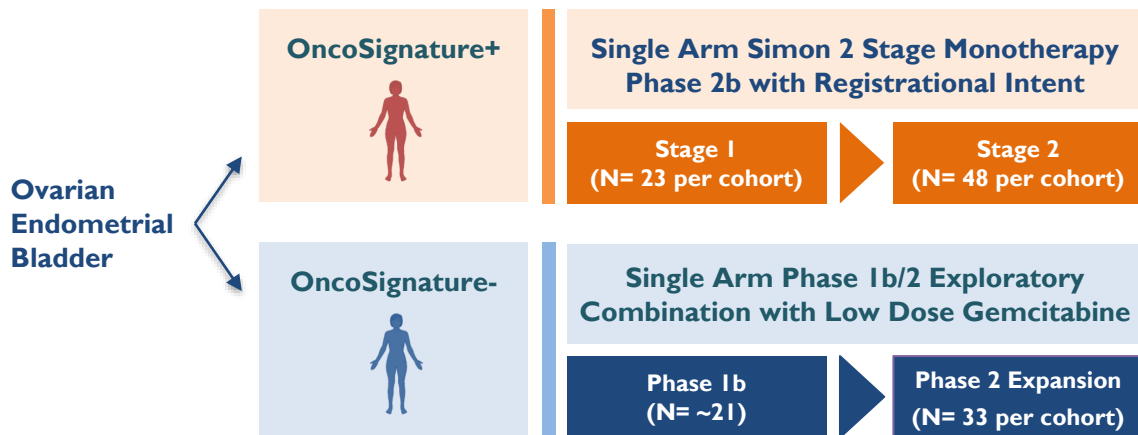 Ovarian
Endometrial
Bladder
OncoSignature+
Single Arm Simon 2 Stage Monotherapy
Phase 2b with Registrational Intent
Stage 1
(N= 23 per cohort)
Stage 2
(N= 48 per cohort)
OncoSignature-
Single Arm Phase 1b/2 Exploratory
Combination with Low Dose Gemcitabine
Phase 1b
(N= ~21)
Phase 2 Expansion
(N= 33 per cohort)